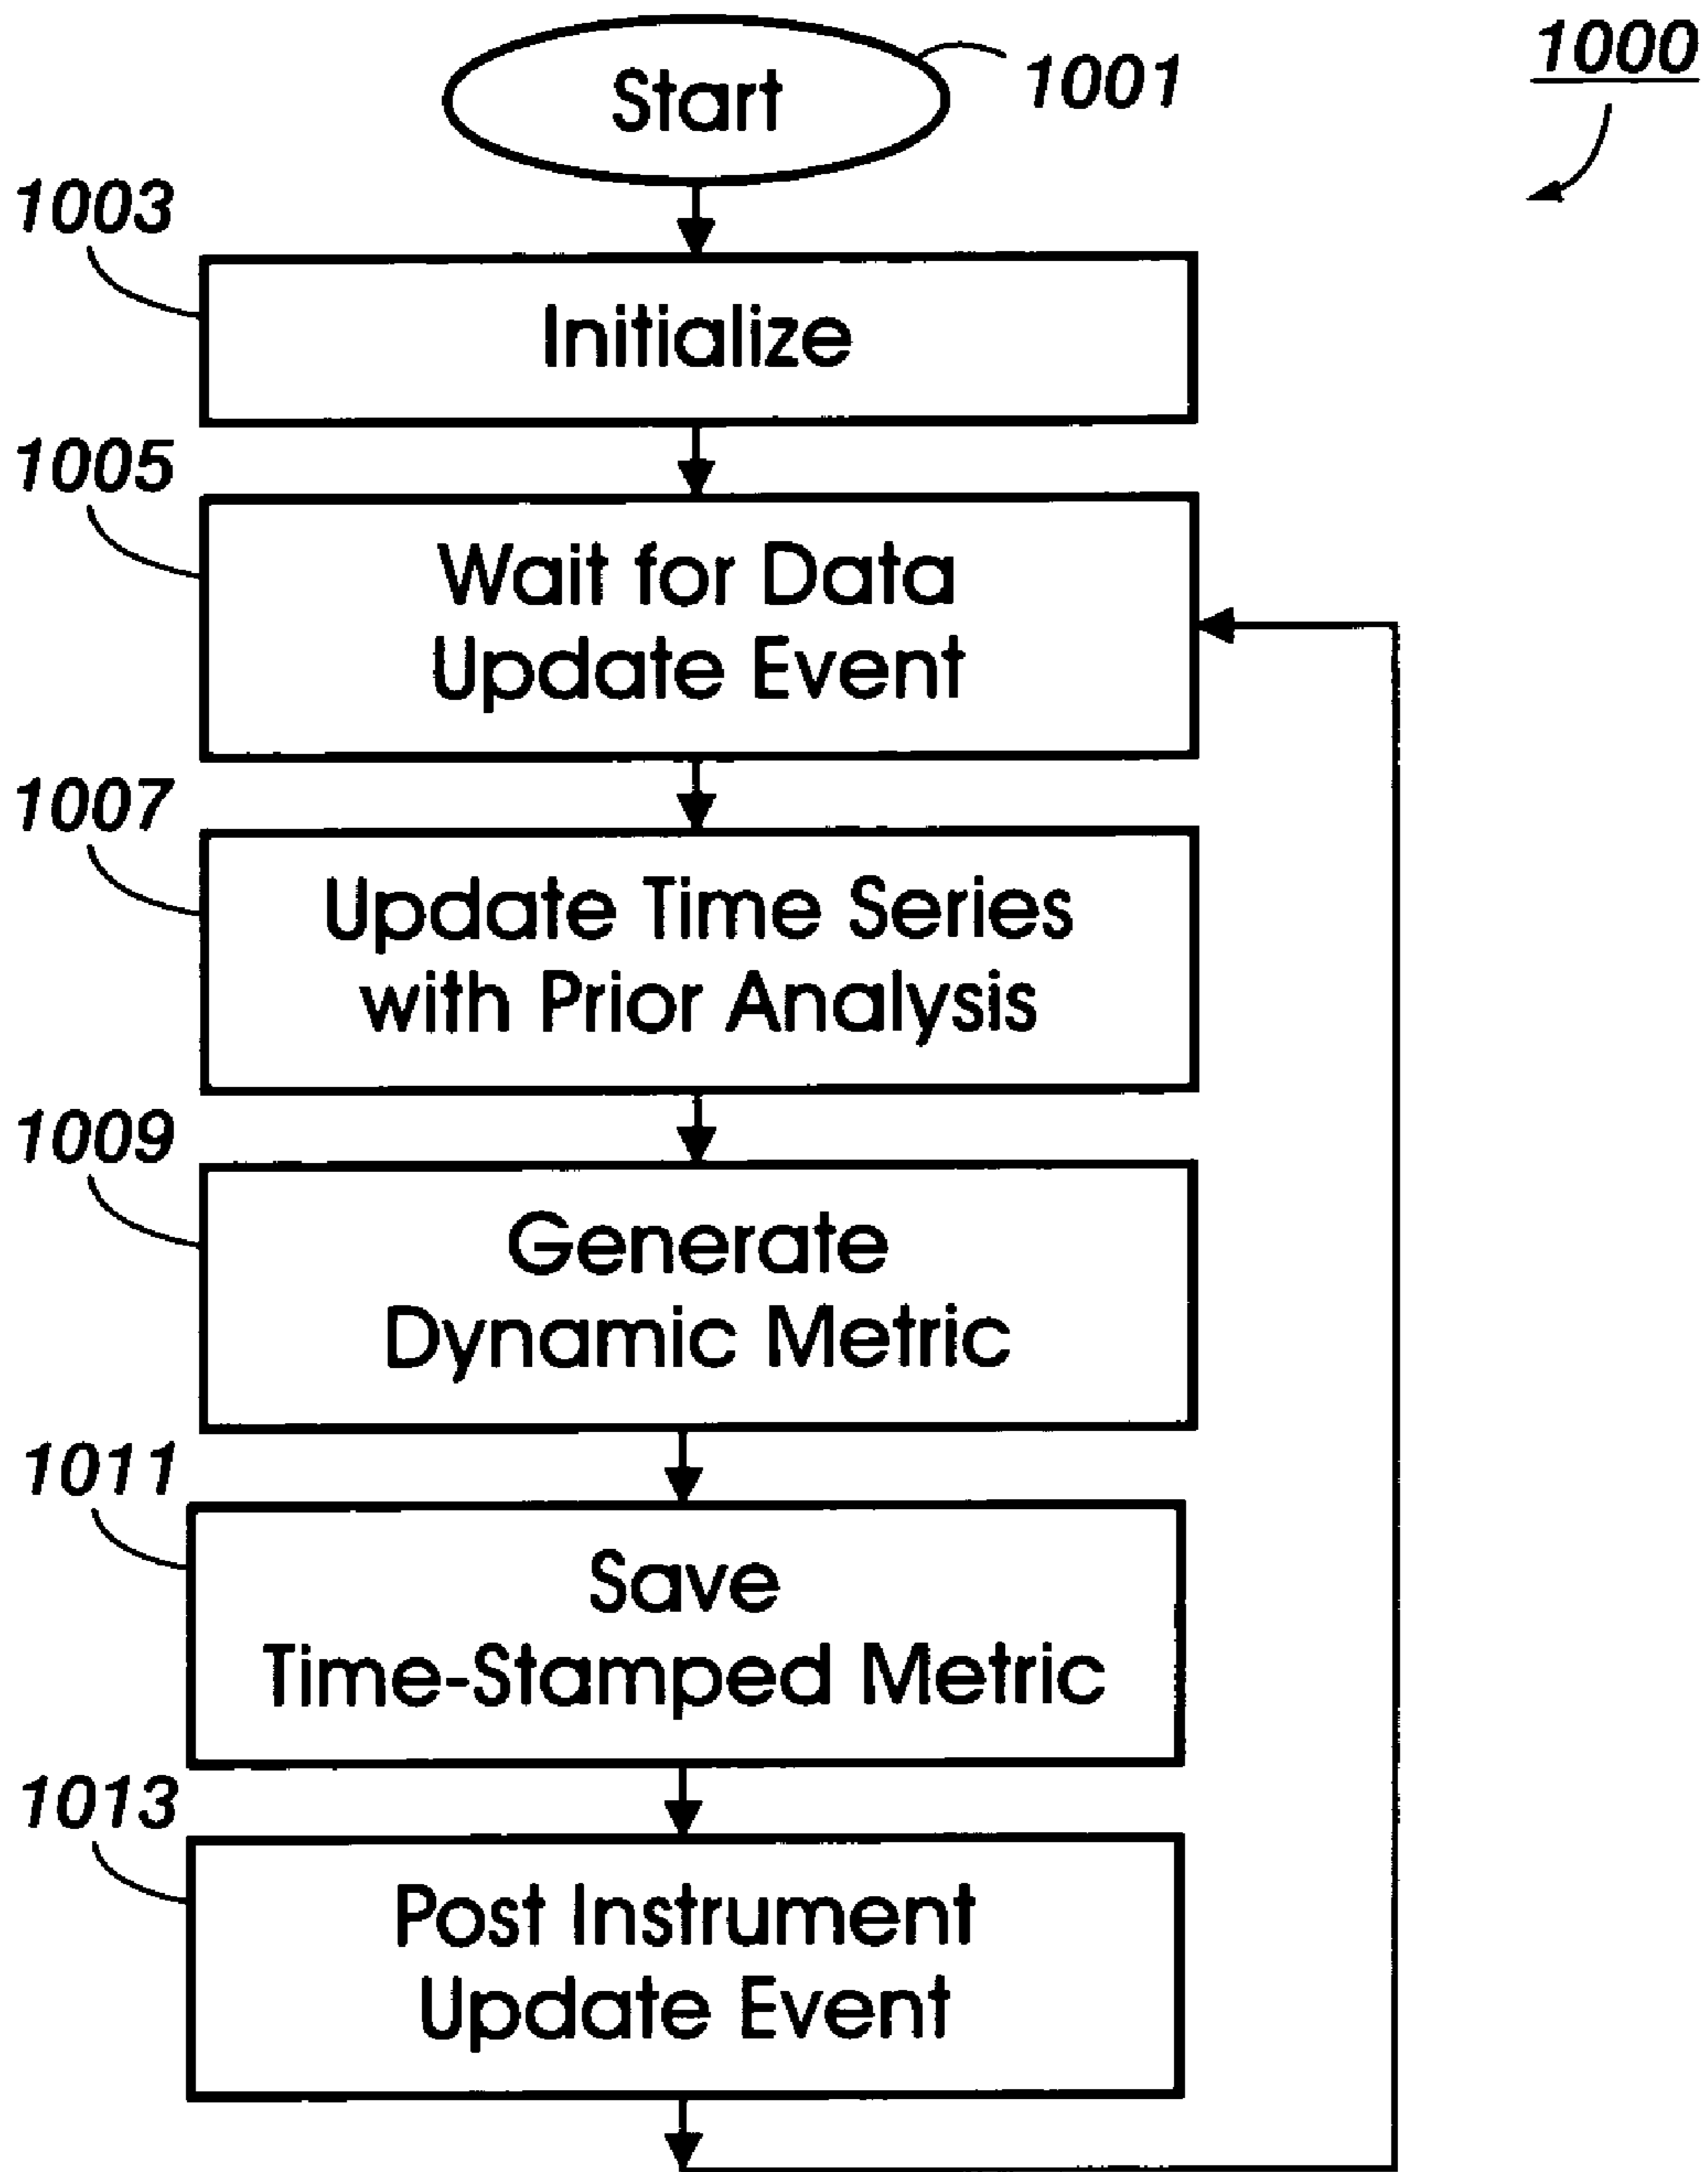 1000
Start
1001
1003
Initialize
1005
Wait for Data
Update Event
1007
Update Time Series
with Prior Analysis
1009
Generate
Dynamic Metric
1011
Save
Time-Stamped Metric
1013
Post Instrument
Update Event